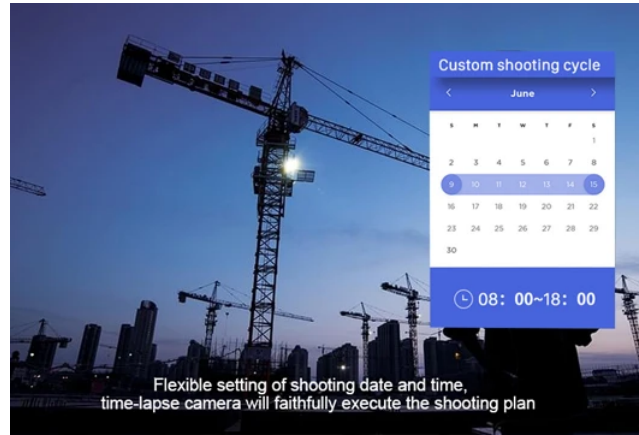 Custom shooting cycle
< June >
S M T W T F S
1
2 3 4 5 6 7 8
9 10 11 12 13 14 15
16 17 18 19 20 21 22
23 24 25 26 27 28 29
30
08: 00~18: 00
Flexible setting of shooting date and time,
time-lapse camera will faithfully execute the shooting plan